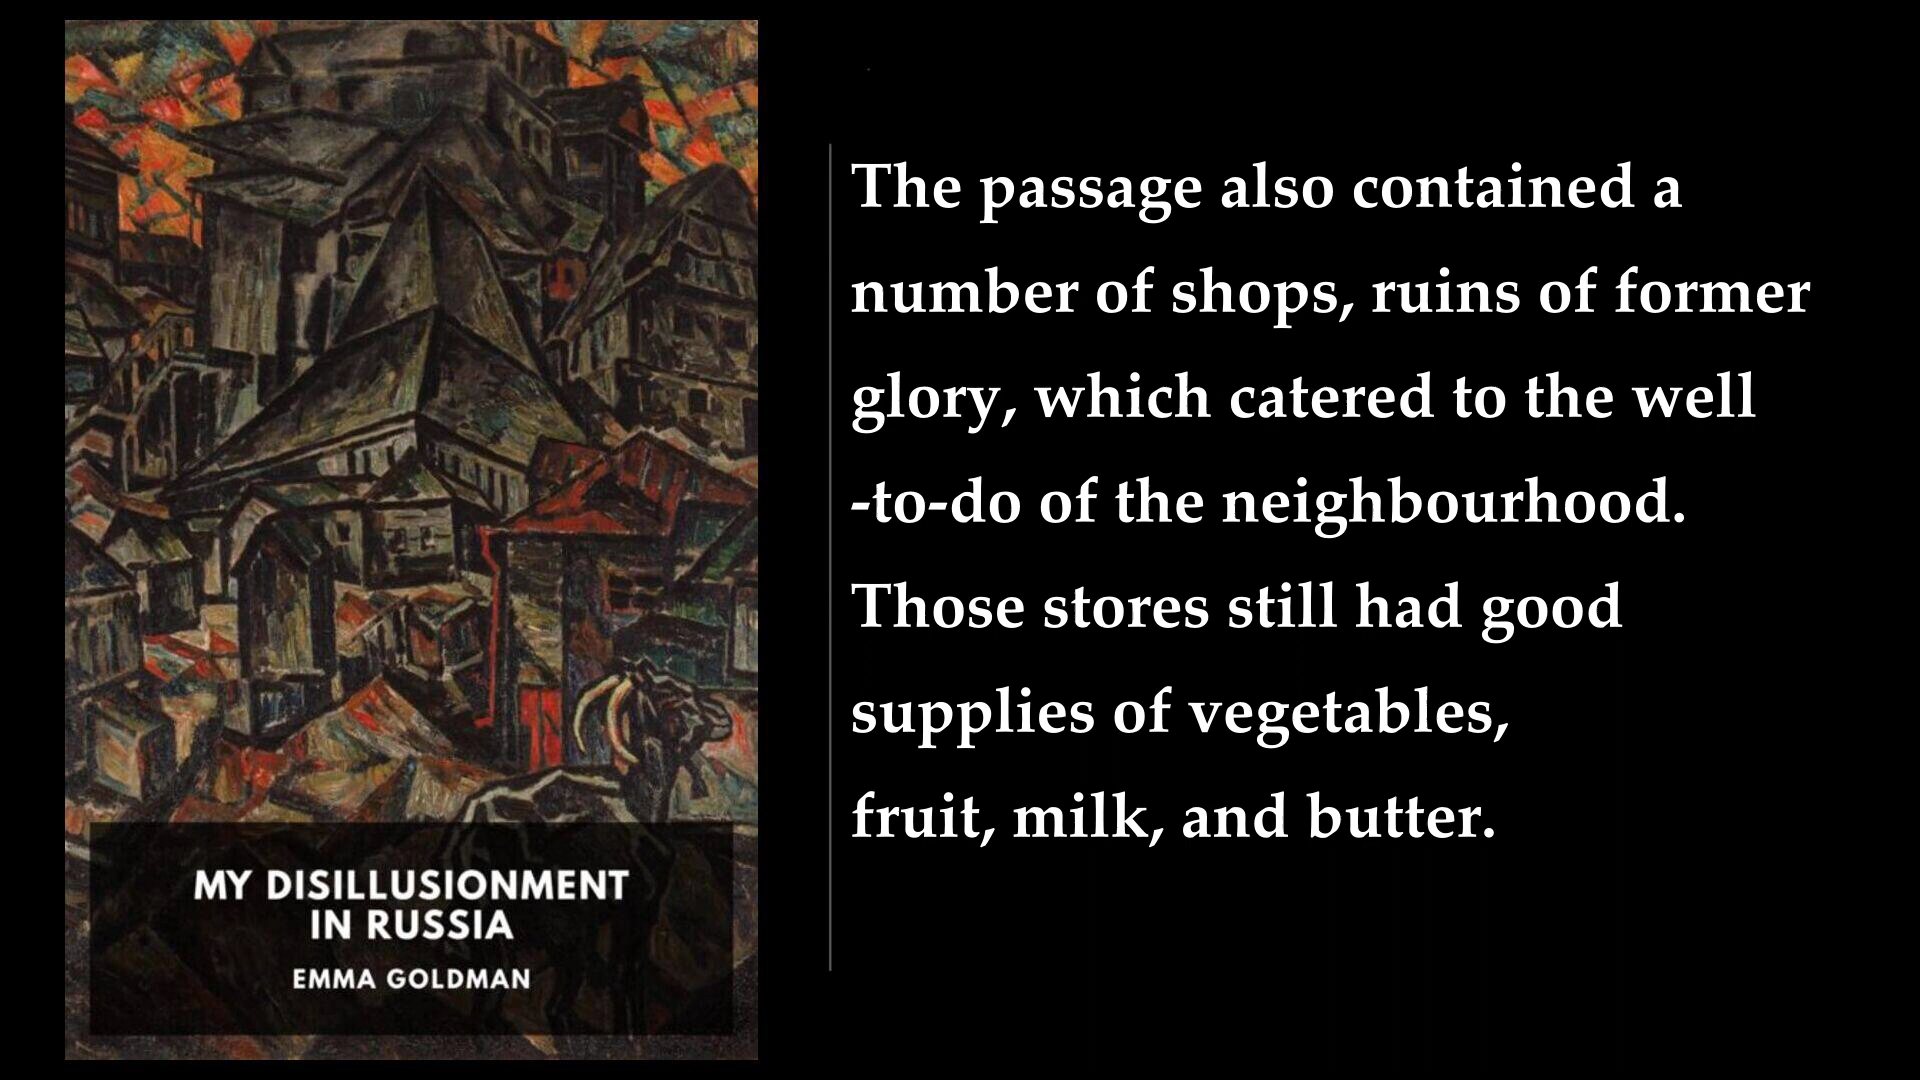 MY DISILLUSIONMENT
IN RUSSIA
EMMA GOLDMAN
The passage also contained a
number of shops, ruins of former
glory, which catered to the well
-to-do of the neighbourhood.
Those stores still had good
supplies of vegetables,
fruit, milk, and butter.